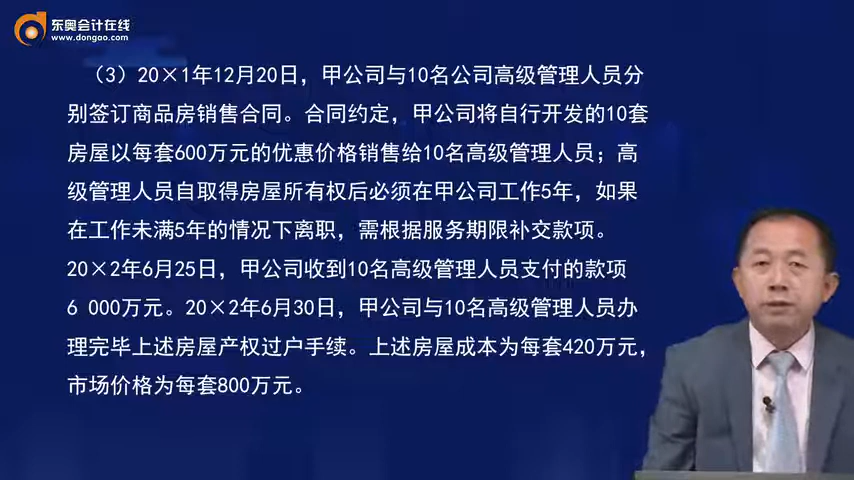 东奥会计在线
www.dongao.com
（3）20×1年12月20日，甲公司与10名公司高级管理人员分
别签订商品房销售合同。合同约定，甲公司将自行开发的10套
房屋以每套600万元的优惠价格销售给10名高级管理人员；高
级管理人员自取得房屋所有权后必须在甲公司工作5年，如果
在工作未满5年的情况下离职，需根据服务期限补交款项。
20×2年6月25日，甲公司收到10名高级管理人员支付的款项
6 000万元。20×2年6月30日，甲公司与10名高级管理人员办
理完毕上述房屋产权过户手续。上述房屋成本为每套420万元，
市场价格为每套800万元。